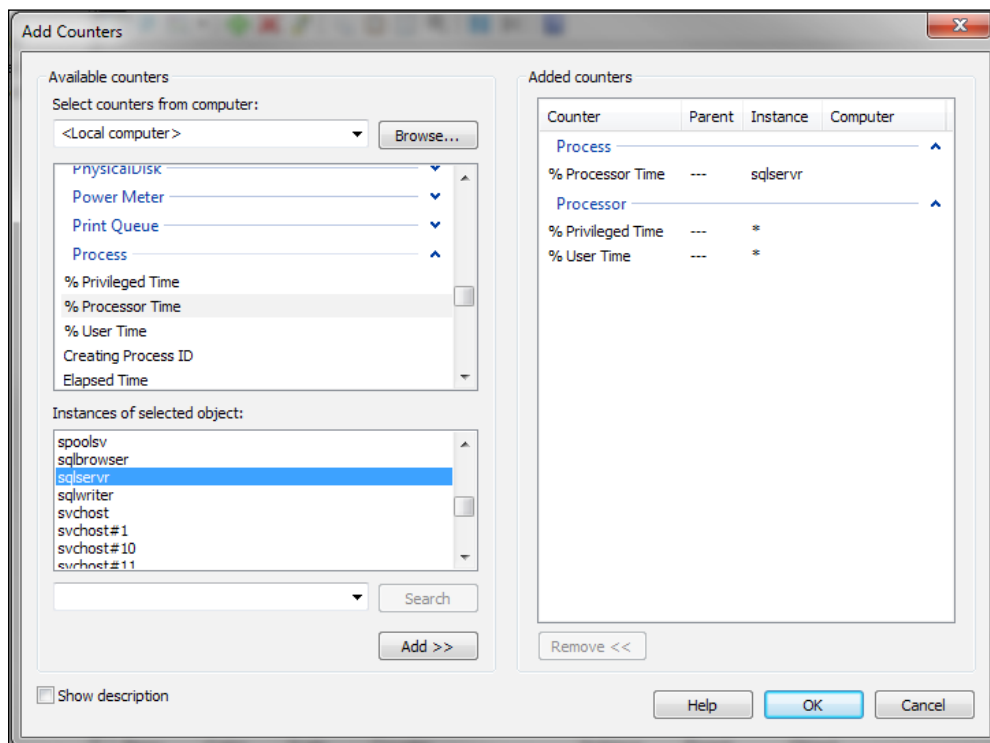 Add Counters
Available counters
Select counters from computer:
<Local computer>
Browse...
PhysicalDisk
Power Meter
Print Queue
Process
% Privileged Time
% Processor Time
% User Time
Creating Process ID
Elapsed Time
Instances of selected object:
spoolsv
sqlbrowser
sqlservr
sqlwriter
svchost
svchost#1
svchost#10
svchost#11
Search
Add >>
Show description
Added counters
Counter Parent Instance Computer
Process
% Processor Time --- sqlservr
Processor
% Privileged Time --- *
% User Time --- *
Remove <<
Help
OK
Cancel